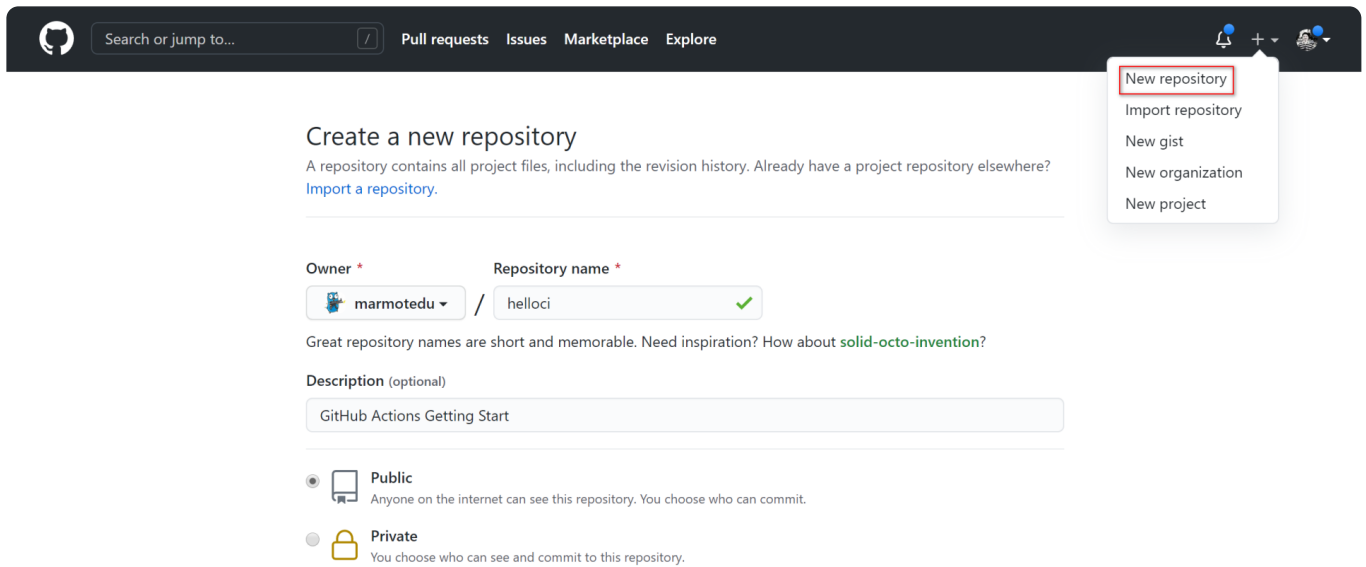 Search or jump to... /
Pull requests Issues Marketplace Explore
New repository
Import repository
New gist
New organization
New project
Create a new repository
A repository contains all project files, including the revision history. Already have a project repository elsewhere?
Import a repository.
Owner * Repository name *
marmotedu / helloci
Great repository names are short and memorable. Need inspiration? How about solid-octo-invention?
Description (optional)
GitHub Actions Getting Start
Public
Anyone on the internet can see this repository. You choose who can commit.
Private
You choose who can see and commit to this repository.